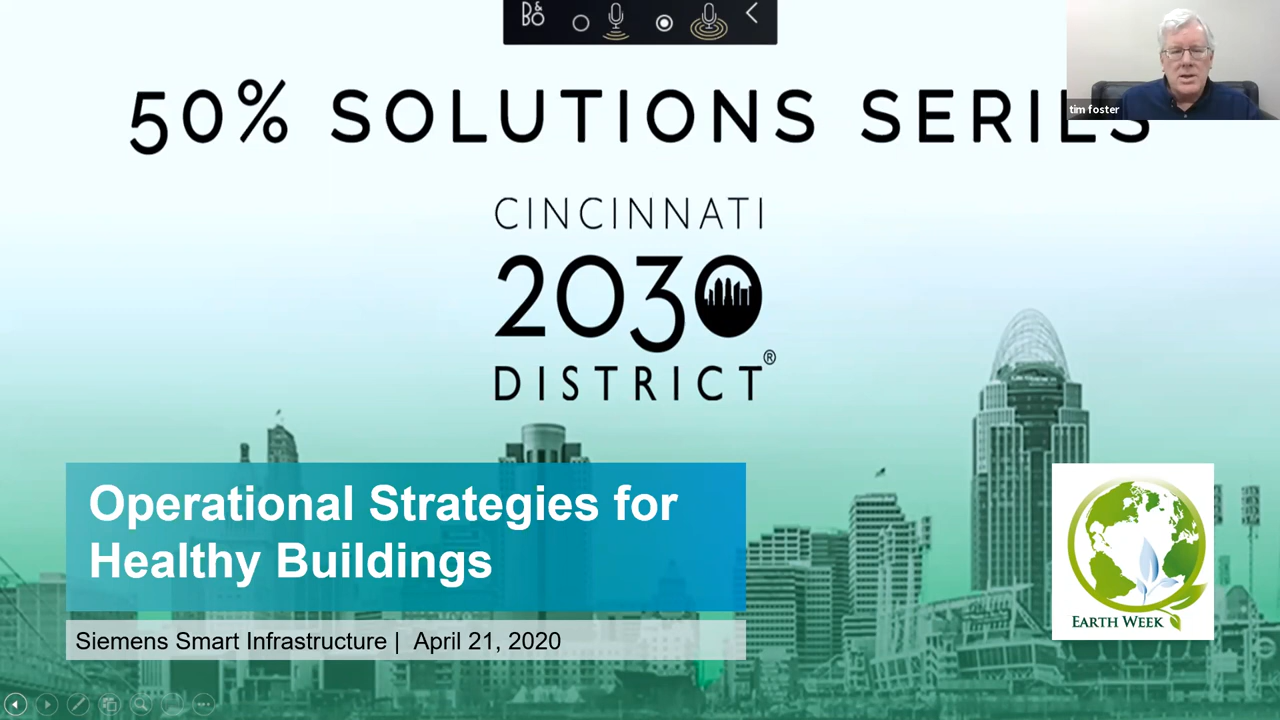 B&O
50% SOLUTIONS SERIES
tim foster
CINCINNATI
2030
DISTRICT®
Operational Strategies for
Healthy Buildings
Siemens Smart Infrastructure | April 21, 2020
EARTH WEEK